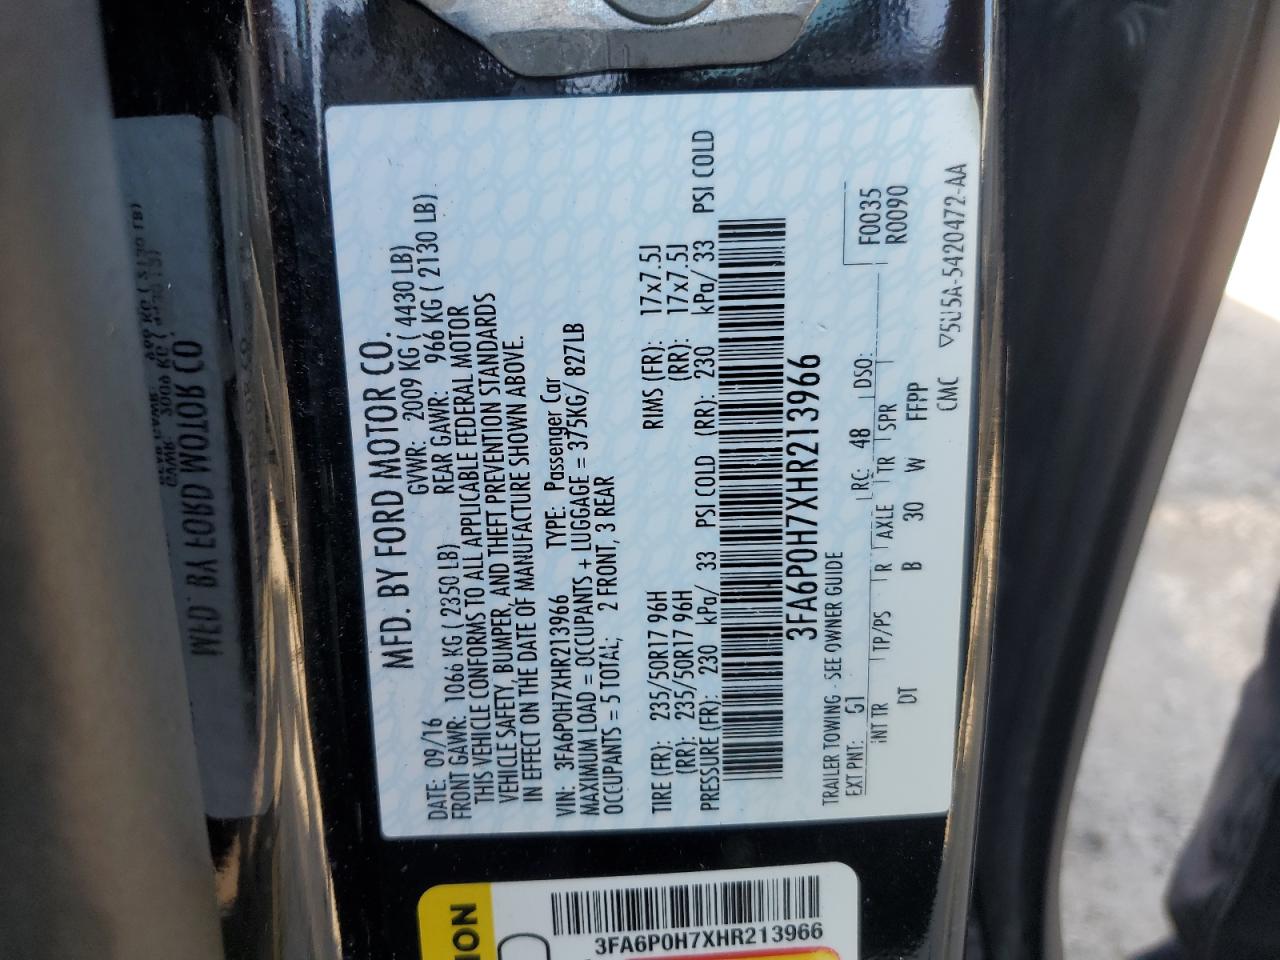 MFD. BY FORD MOTOR CO.
DATE: 09/16 GVWR: 2009 KG ( 4430 LB)
FRONT GAWR: 1066 KG ( 2350 LB) REAR GAWR: 966 KG ( 2130 LB)
THIS VEHICLE CONFORMS TO ALL APPLICABLE FEDERAL MOTOR
VEHICLE SAFETY, BUMPER, AND THEFT PREVENTION STANDARDS
IN EFFECT ON THE DATE OF MANUFACTURE SHOWN ABOVE.
VIN: 3FA6P0H7XHR213966 TYPE: Passenger Car
MAXIMUM LOAD = OCCUPANTS + LUGGAGE = 375KG/ 827LB
OCCUPANTS = 5 TOTAL, 2 FRONT, 3 REAR
TIRE (FR): 235/50R17 96H RIMS (FR): 17x7.5J
(RR): 235/50R17 96H (RR): 17x7.5J
PRESSURE (FR): 230 kPa/ 33 PSI COLD (RR): 230 kPa/ 33 PSI COLD
3FA6P0H7XHR213966
TRAILER TOWING - SEE OWNER GUIDE
EXT PNT: G1 RC: 48 DSO: F0035
INT TR TP/PS R AXLE TR SPR R0090
DT B 30 W FFPP
CMC ▽5U5A-5420472-AA
3FA6P0H7XHR213966